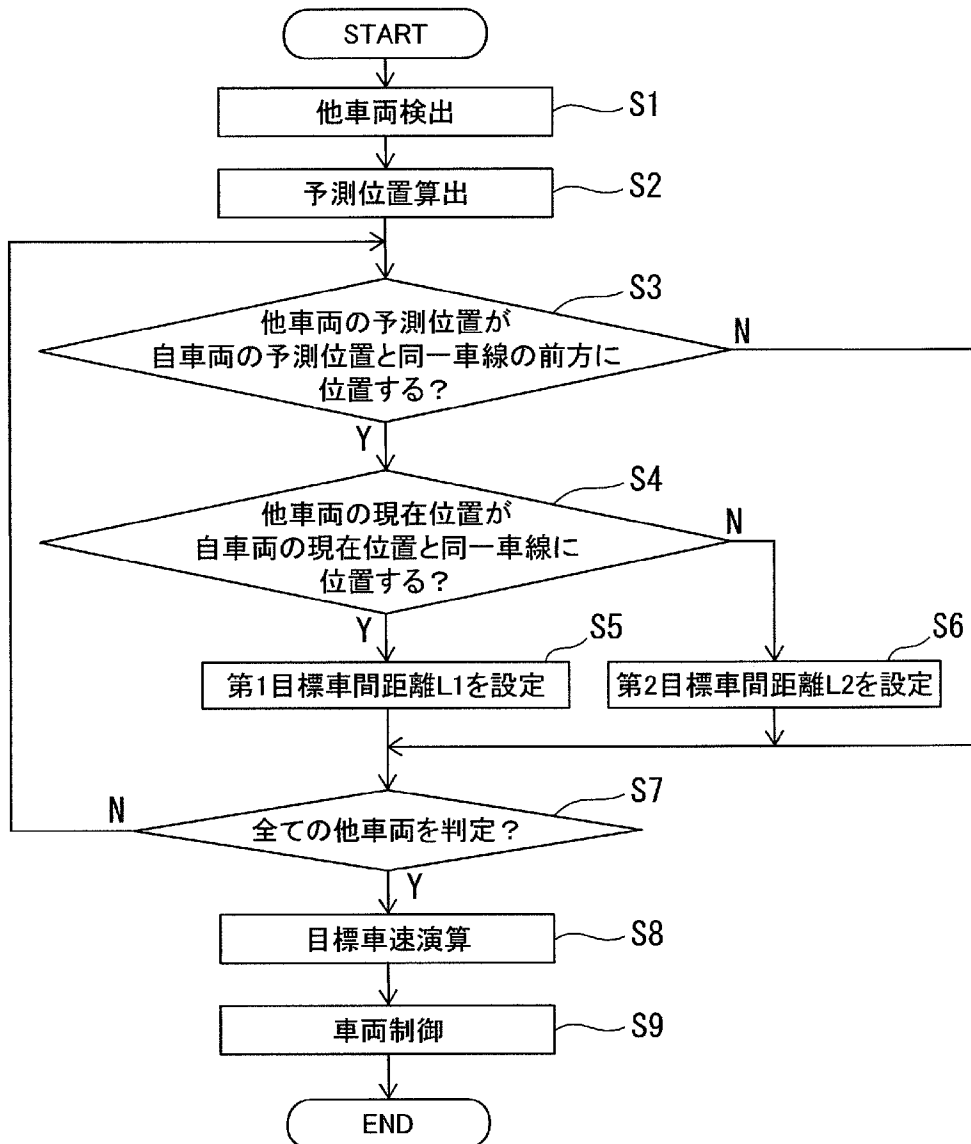 START
他車両検出
S1
予測位置算出
S2
S3
他車両の予測位置が
自車両の予測位置と同一車線の前方に
位置する?
N
Y
S4
他車両の現在位置が
自車両の現在位置と同一車線に
位置する?
N
Y
S5
第1目標車間距離L1を設定
S6
第2目標車間距離L2を設定
S7
全ての他車両を判定?
N
Y
目標車速演算
S8
車両制御
S9
END